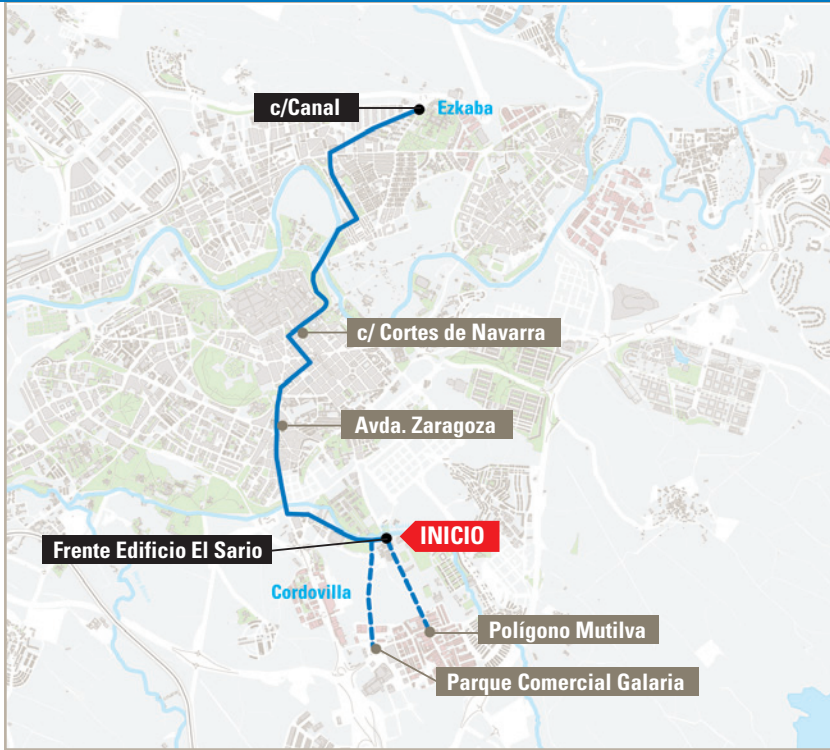 c/Canal
Ezkaba
c/ Cortes de Navarra
Avda. Zaragoza
INICIO
Frente Edificio El Sario
Cordovilla
Polígono Mutilva
Parque Comercial Galaria